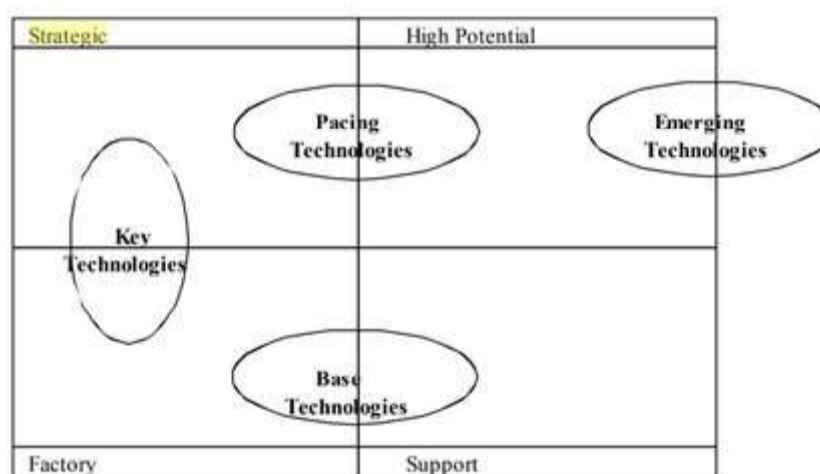 Strategic
High Potential
Pacing
Technologies
Emerging
Technologies
Key
Technologies
Base
Technologies
Factory
Support